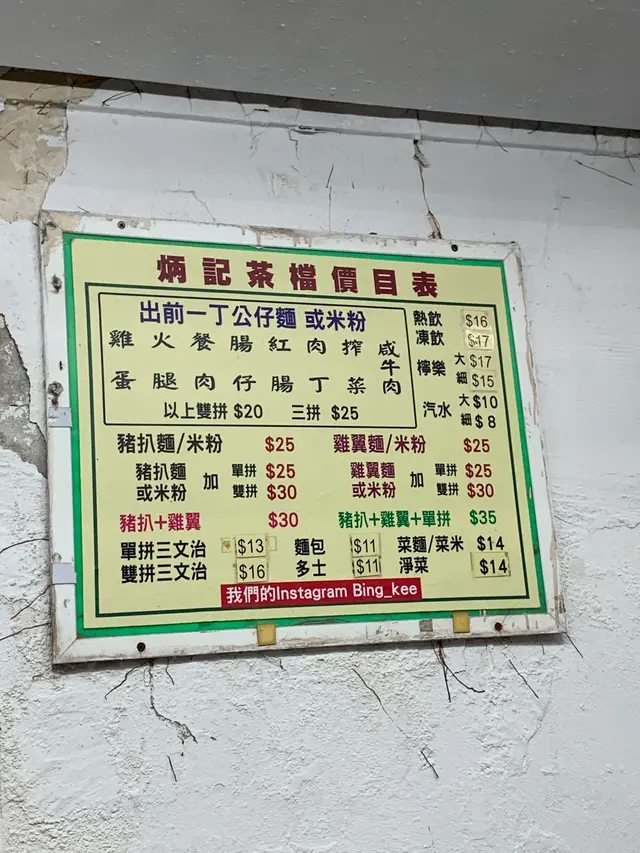 炳記茶檔價目表
出前一丁公仔麵 或米粉
雞 火 餐 腸 紅 肉 搾 咸牛肉
蛋 腿 肉 仔 腸 丁 菜
以上雙拼 $20 三拼 $25
熱飲 $16
凍飲 $17
檸樂 大 $17
細 $15
汽水 大 $10
細 $8
豬扒麵/米粉 $25 雞翼麵/米粉 $25
豬扒麵或米粉 加 單拼 $25 雞翼麵或米粉 加 單拼 $25
雙拼 $30 雙拼 $30
豬扒+雞翼 $30 豬扒+雞翼+單拼 $35
單拼三文治 $13 麵包 $11 菜麵/菜米 $14
雙拼三文治 $16 多士 $11 淨菜 $14
我們的Instagram Bing_kee